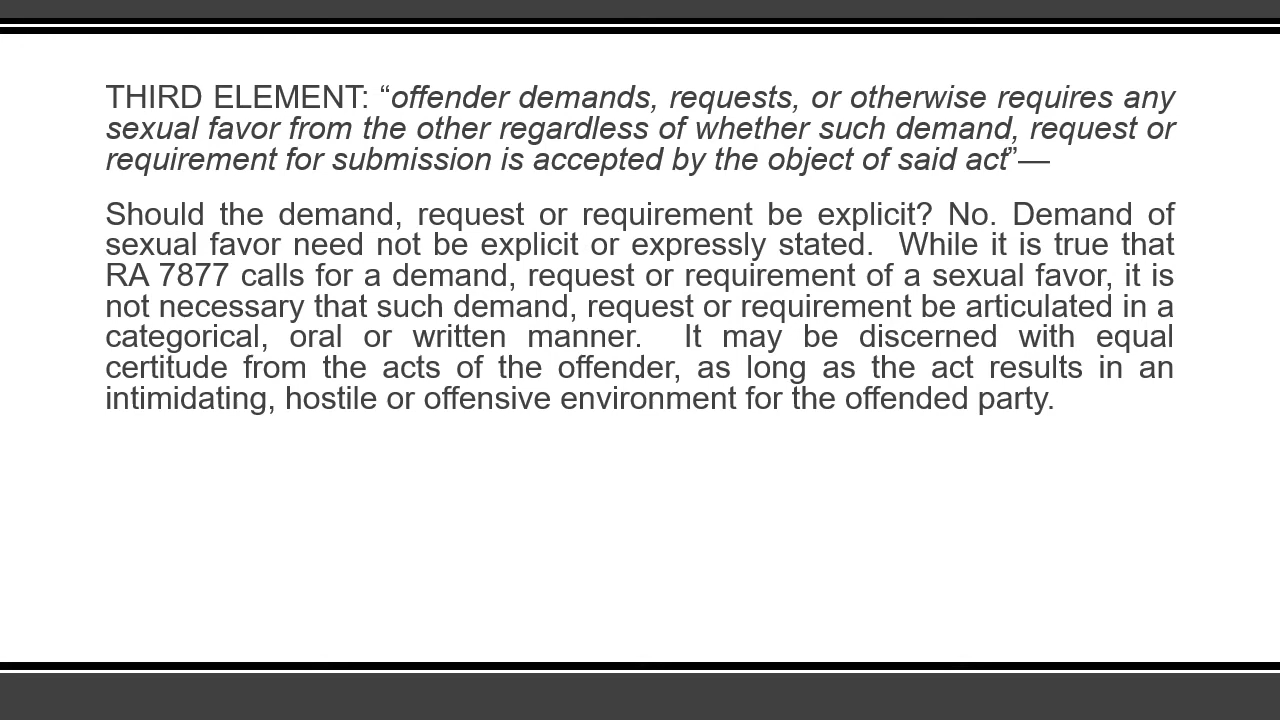 THIRD ELEMENT: “offender demands, requests, or otherwise requires any
sexual favor from the other regardless of whether such demand, request or
requirement for submission is accepted by the object of said act”—
Should the demand, request or requirement be explicit? No. Demand of
sexual favor need not be explicit or expressly stated.  While it is true that
RA 7877 calls for a demand, request or requirement of a sexual favor, it is
not necessary that such demand, request or requirement be articulated in a
categorical, oral or written manner.  It may be discerned with equal
certitude from the acts of the offender, as long as the act results in an
intimidating, hostile or offensive environment for the offended party.